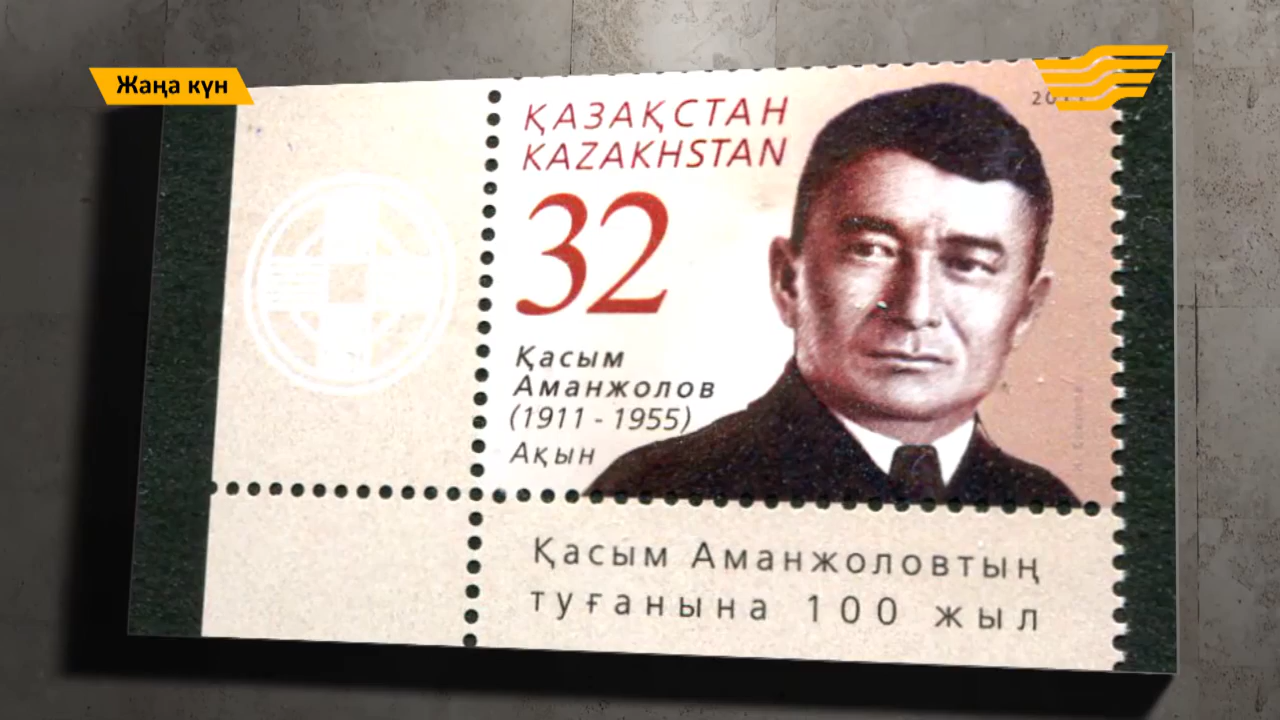 Жаңа күн
ҚАЗАҚСТАН
KAZAKHSTAN
32
Қасым
Аманжолов
(1911 - 1955)
Ақын
Қасым Аманжоловтың
туғанына 100 жыл